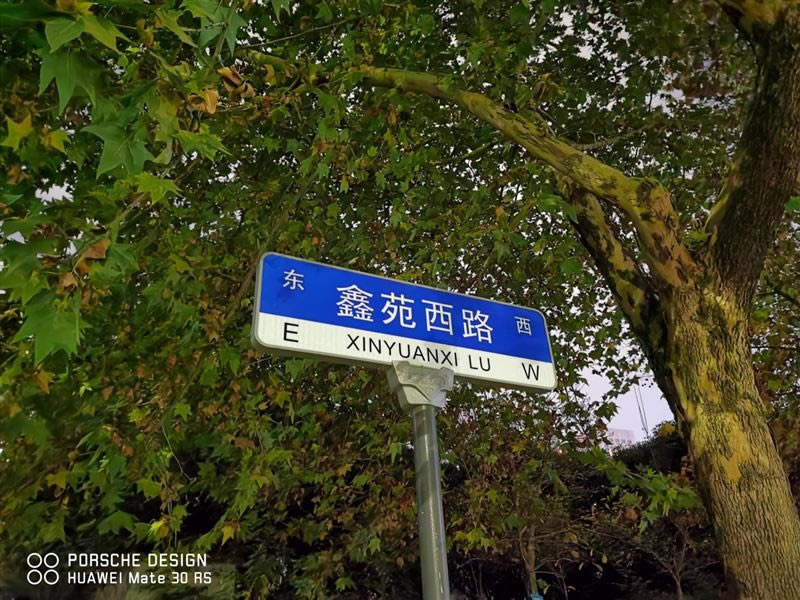 东 鑫苑西路 西
E XINYUANXI LU W
PORSCHE DESIGN
HUAWEI Mate 30 RS